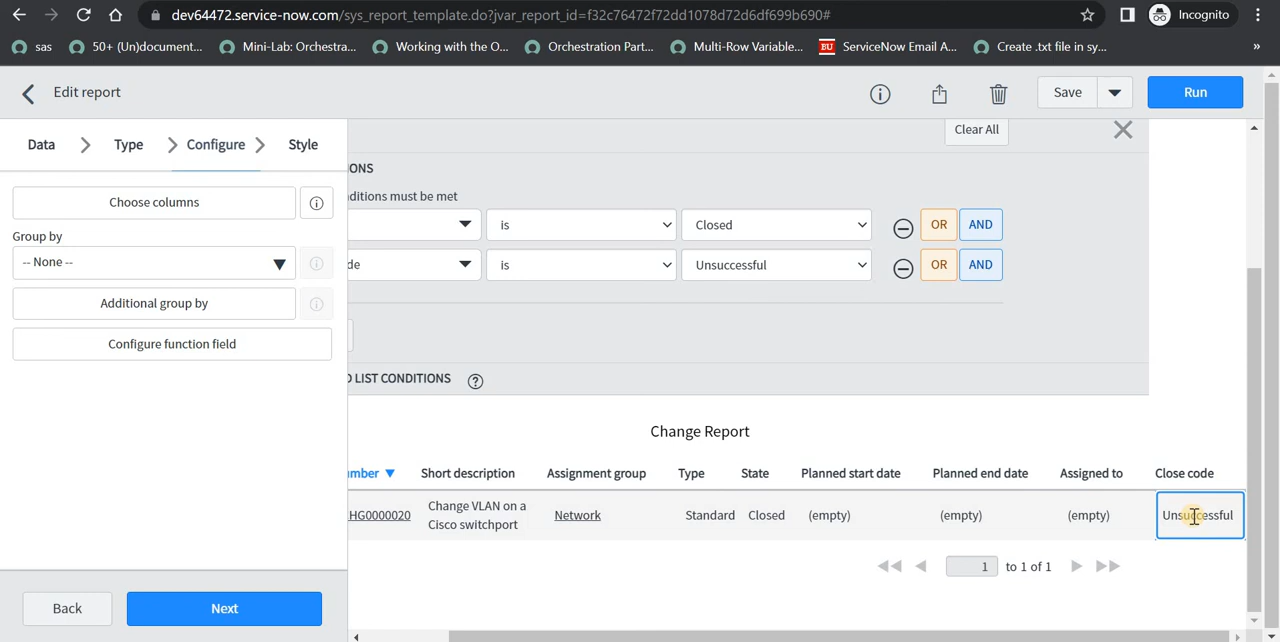 dev64472.service-now.com/sys_report_template.do?jvar_report_id=f32c76472f72dd1078d72d6df699b690#
Incognito
sas
50+ (Un)document...
Mini-Lab: Orchestra...
Working with the O...
Orchestration Part...
Multi-Row Variable...
BU
ServiceNow Email A...
Create .txt file in sy...
»
Edit report
Save
Run
Data
Type
Configure
Style
Clear All
Choose columns
Group by
-- None --
Additional group by
Configure function field
Back
Next
ONS
nditions must be met
is
Closed
OR
AND
de
is
Unsuccessful
OR
AND
D LIST CONDITIONS
?
Change Report
umber
Short description
Assignment group
Type
State
Planned start date
Planned end date
Assigned to
Close code
HG0000020
Change VLAN on a
Cisco switchport
Network
Standard
Closed
(empty)
(empty)
(empty)
Unsuccessful
1
to 1 of 1